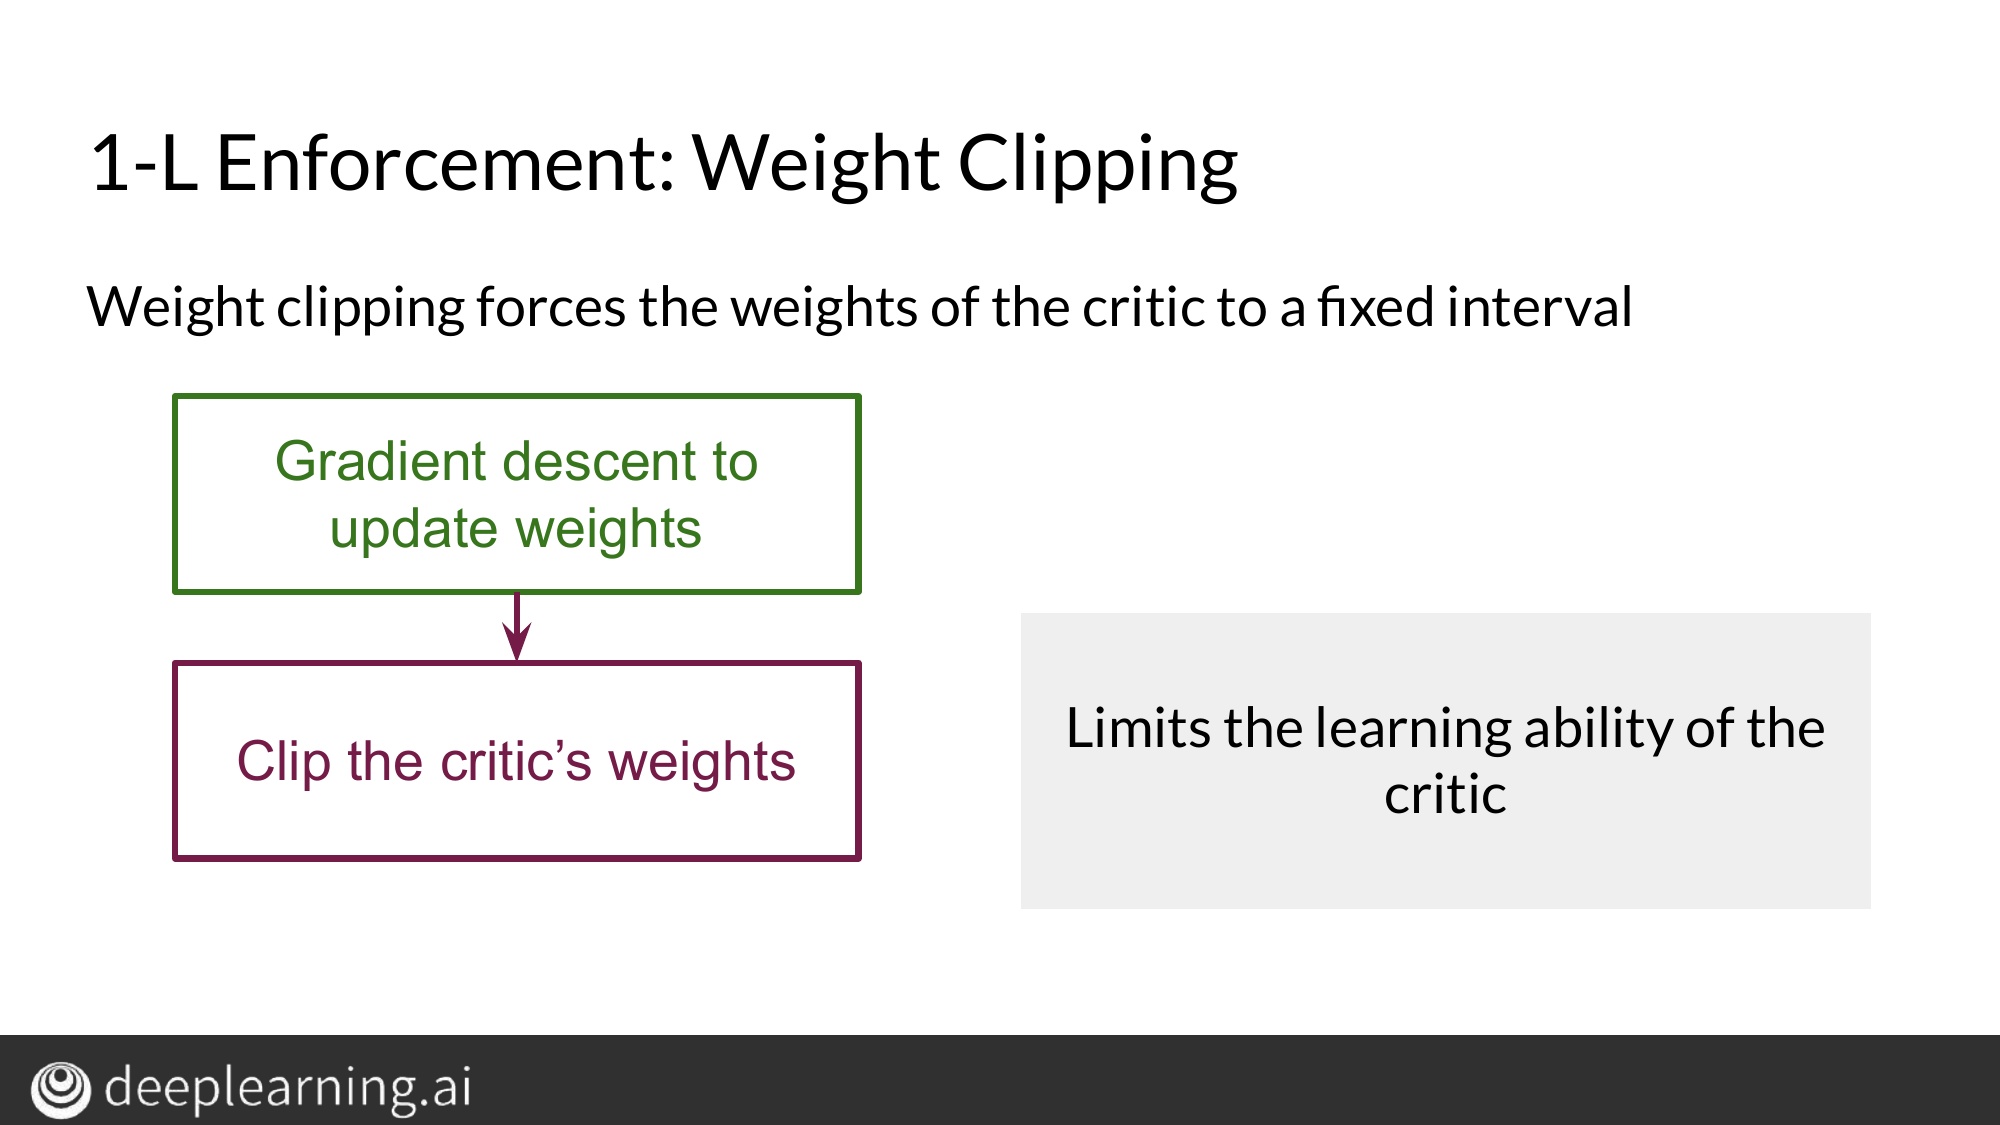 1-L Enforcement: Weight Clipping
Weight clipping forces the weights of the critic to a fixed interval
Gradient descent to
update weights
Clip the critic’s weights
Limits the learning ability of the
critic
deeplearning.ai